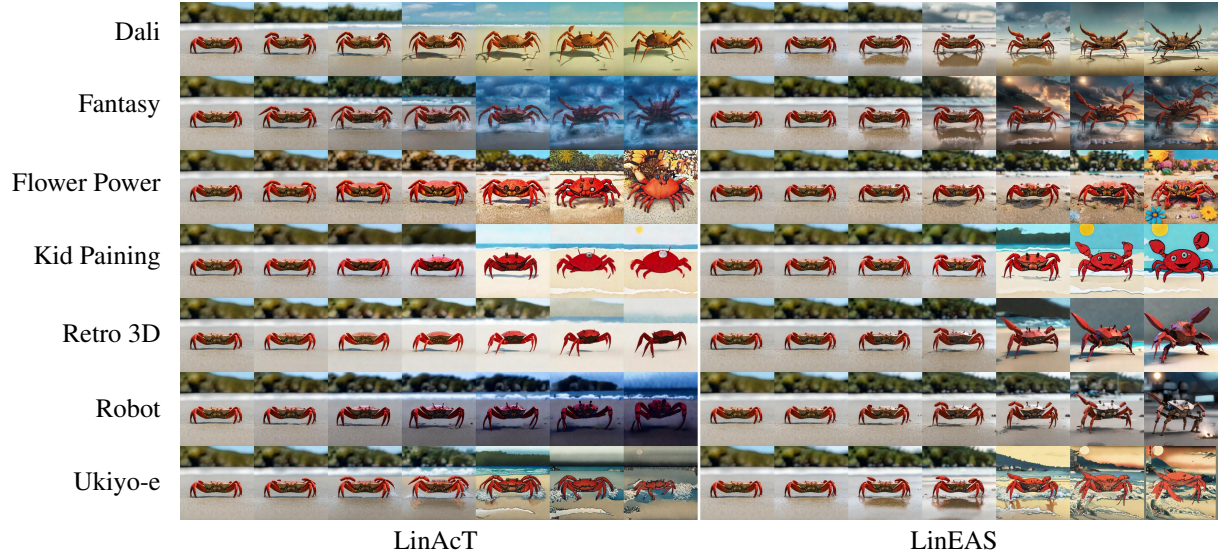 Dali
Fantasy
Flower Power
Kid Paining
Retro 3D
Robot
Ukiyo-e
LinAcT
LinEAS